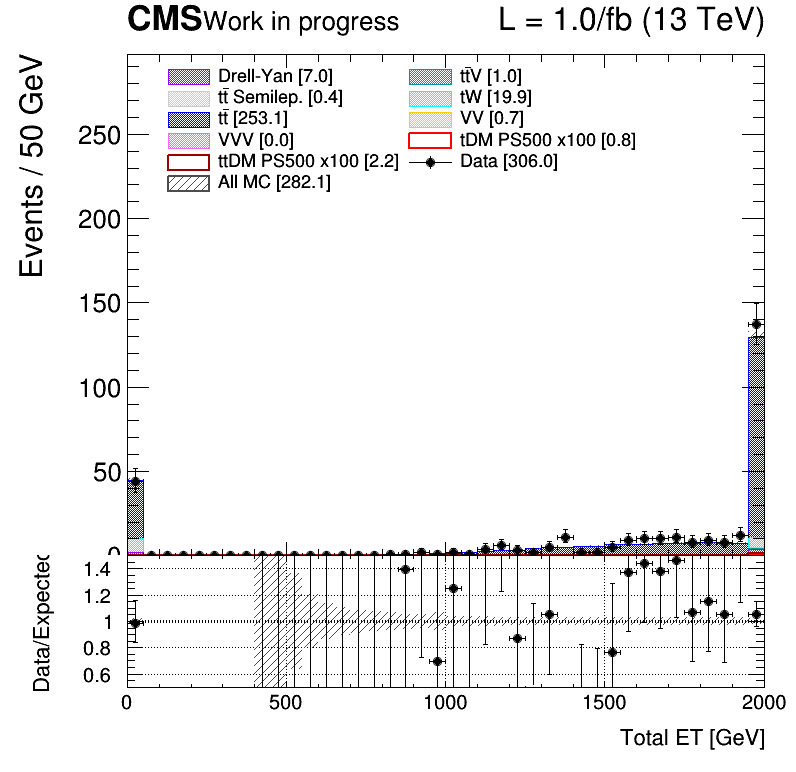 CMS Work in progress L = 1.0/fb (13 TeV)
Events / 50 GeV
Drell-Yan [7.0] tt̄V [1.0]
tt̄ Semilep. [0.4] tW [19.9]
tt̄ [253.1] VV [0.7]
VVV [0.0] tDM PS500 x100 [0.8]
ttDM PS500 x100 [2.2] Data [306.0]
All MC [282.1]
250
200
150
100
50
0
Data/Expected
1.4
1.2
1
0.8
0.6
0 500 1000 1500 2000
Total ET [GeV]